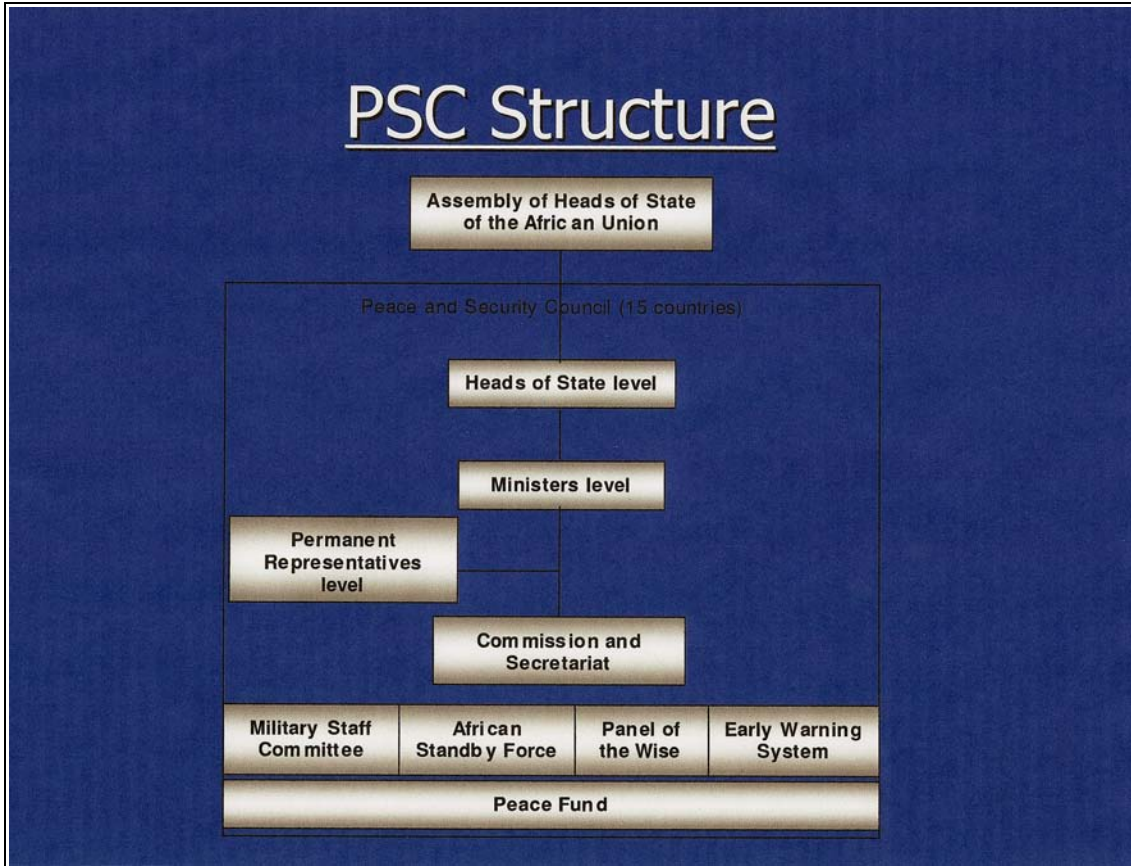 PSC Structure
Assembly of Heads of State
of the African Union
Peace and Security Council (15 countries)
Heads of State level
Ministers level
Permanent
Representatives
level
Commission and
Secretariat
Military Staff
Committee
African
Standby Force
Panel of
the Wise
Early Warning
System
Peace Fund